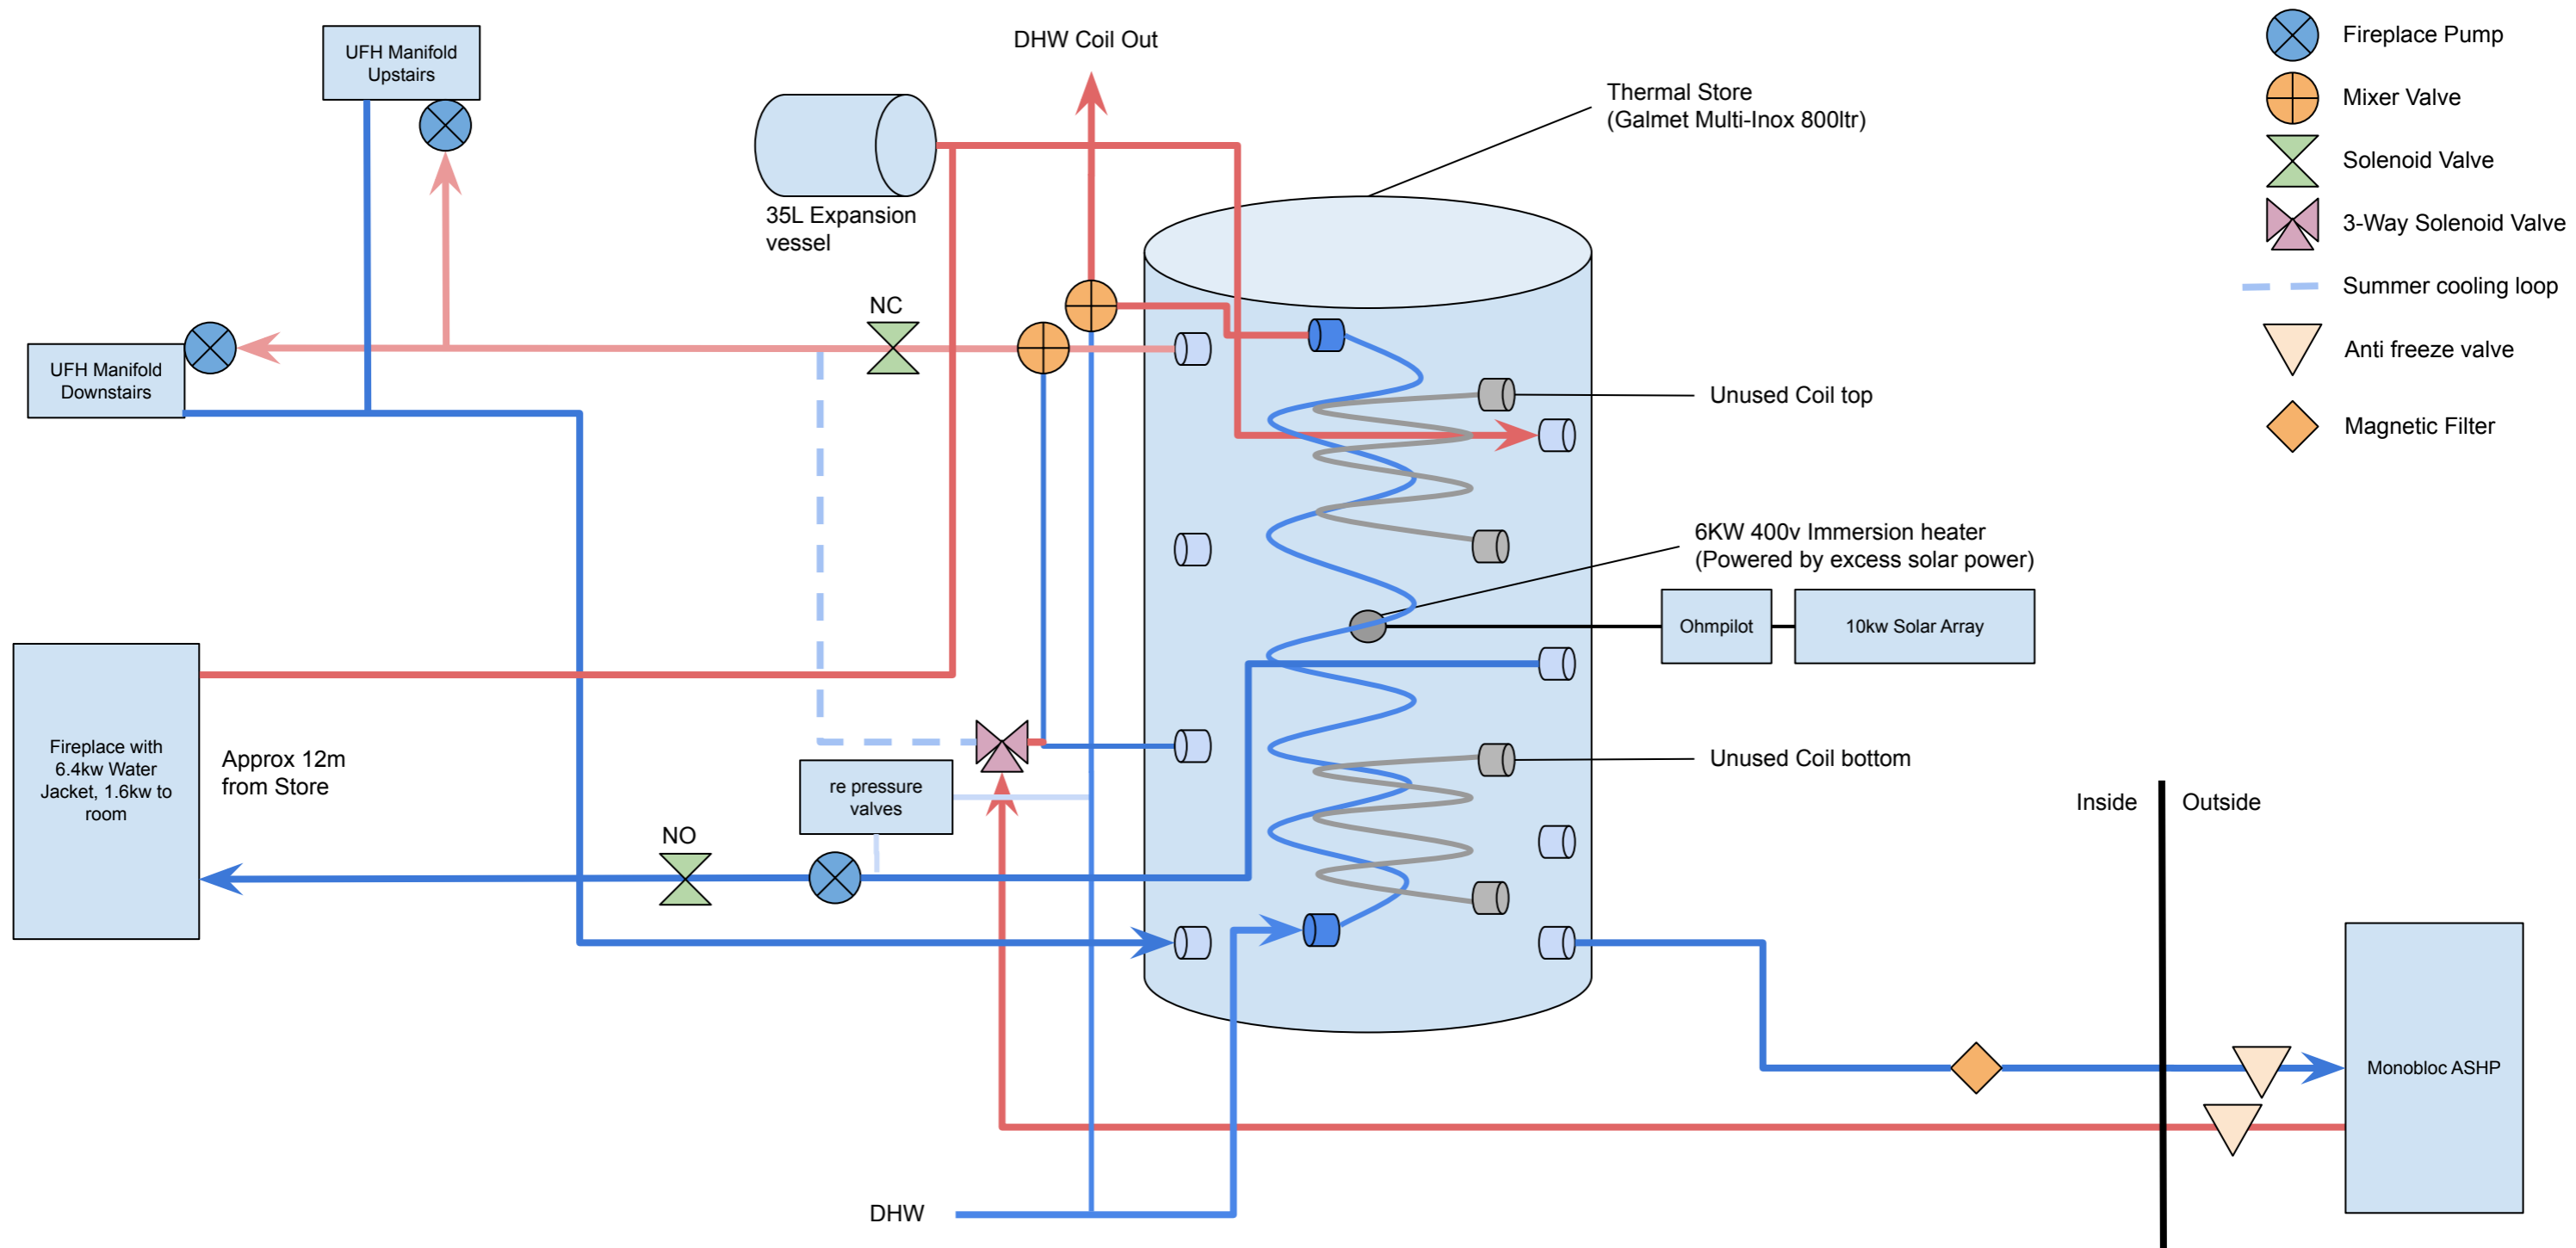 UFH Manifold
Upstairs
DHW Coil Out
Fireplace Pump
Mixer Valve
Solenoid Valve
3-Way Solenoid Valve
Summer cooling loop
Anti freeze valve
Magnetic Filter
Thermal Store
(Galmet Multi-Inox 800ltr)
35L Expansion
vessel
NC
UFH Manifold
Downstairs
Unused Coil top
6KW 400v Immersion heater
(Powered by excess solar power)
Ohmpilot
10kw Solar Array
Fireplace with
6.4kw Water
Jacket, 1.6kw to
room
Approx 12m
from Store
re pressure
valves
NO
Unused Coil bottom
Inside
Outside
Monobloc ASHP
DHW